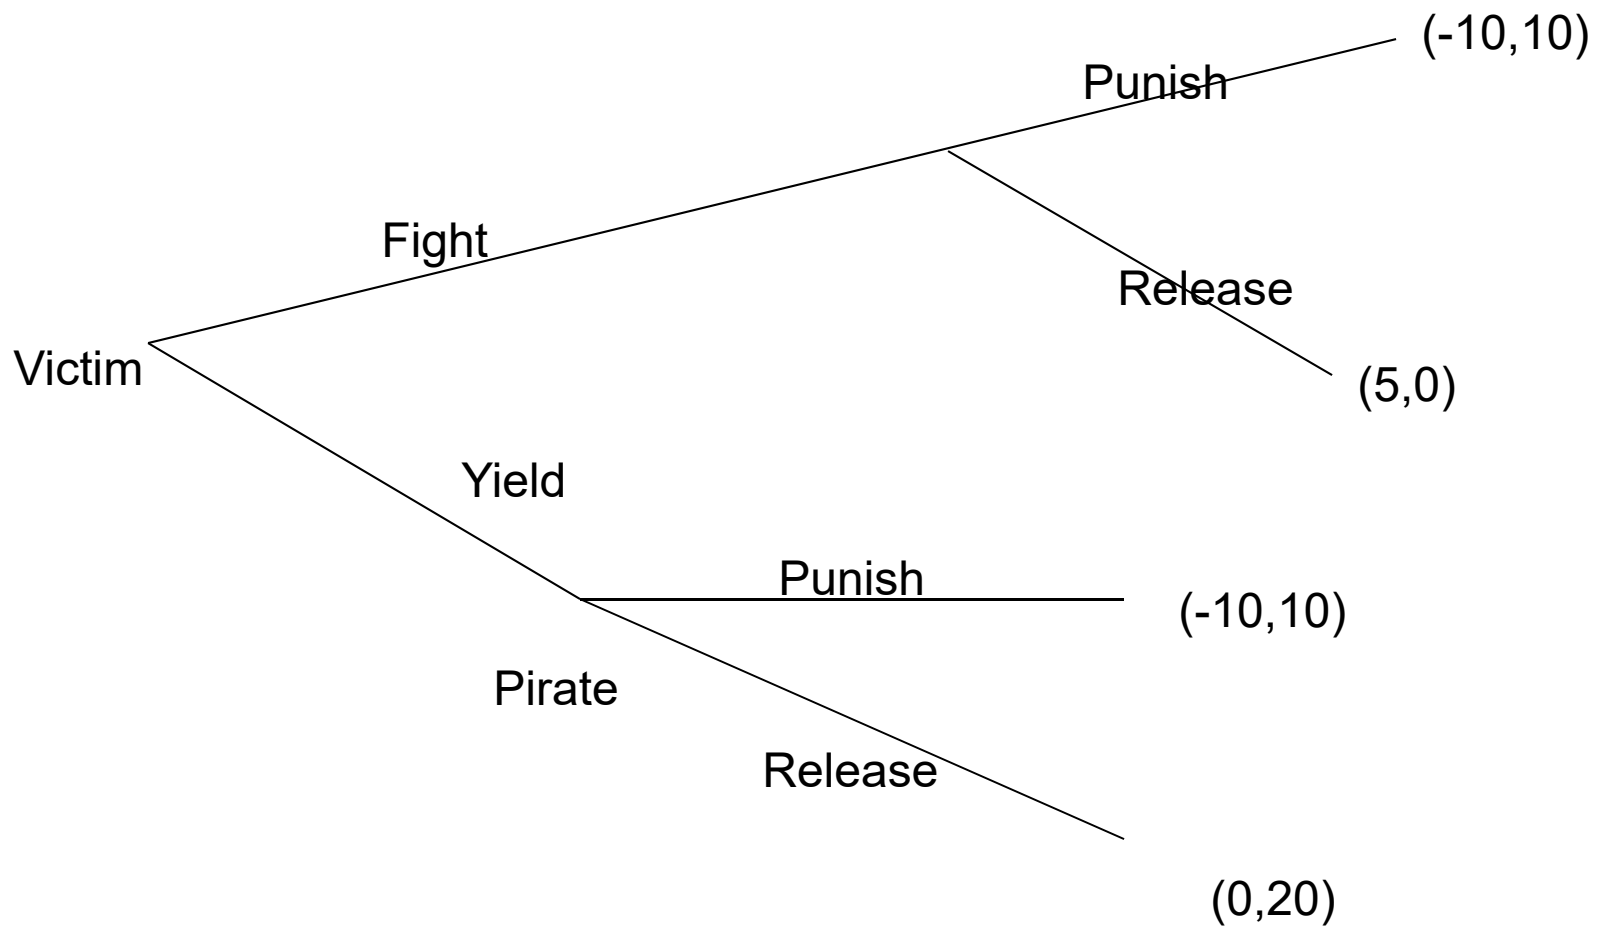 (-10,10)
Punish
Fight
Release
Victim
(5,0)
Yield
Punish
(-10,10)
Pirate
Release
(0,20)